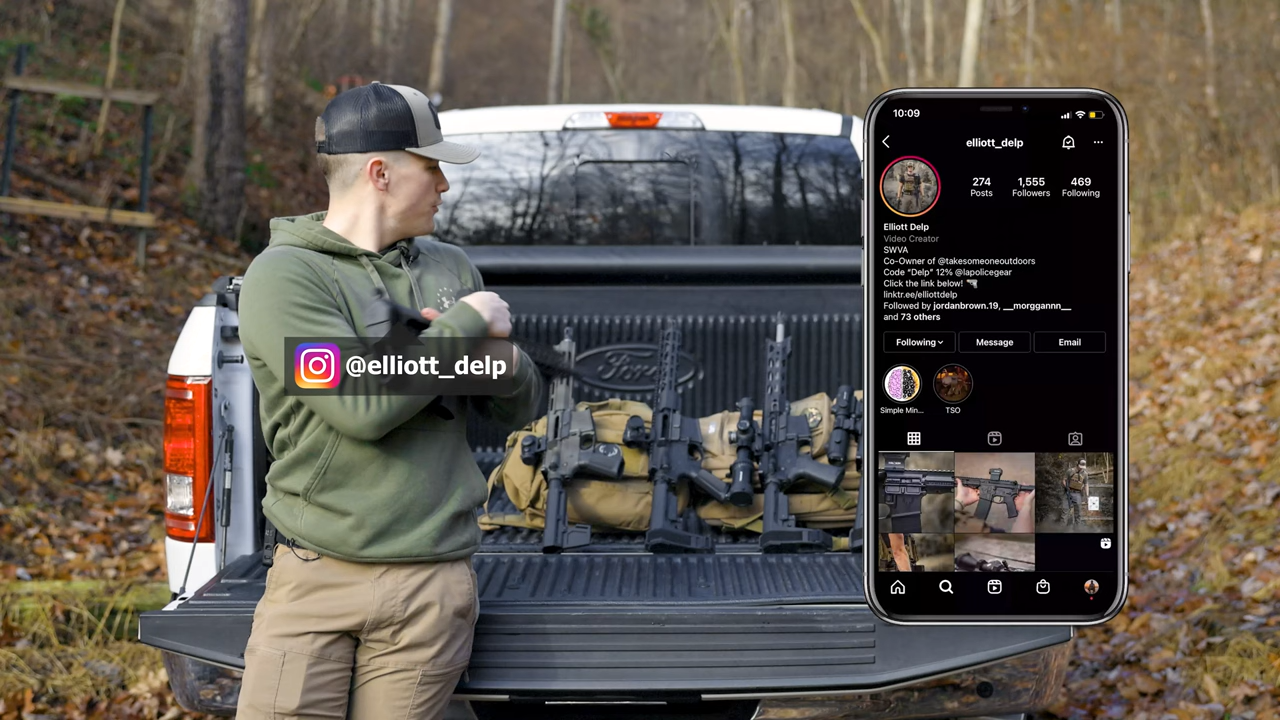 @elliott_delp
Ford
10:09
elliott_delp
274
1,555
469
Posts
Followers
Following
Elliott Delp
Video Creator
SWVA
Co-Owner of @takesomeoneoutdoors
Code "Delp" 12% @lapolicegear
Click the link below!
linktr.ee/elliottdelp
Followed by jordanbrown.19, __morggannn__
and 73 others
Following
Message
Email
Simple Min...
TSO